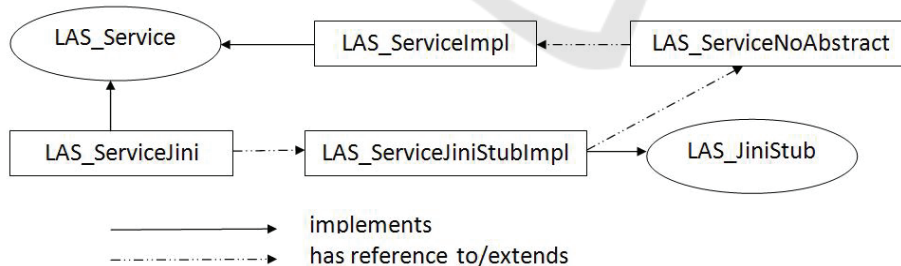 LAS_Service
LAS_ServiceImpl
LAS_ServiceNoAbstract
LAS_ServiceJini
LAS_ServiceJiniStubImpl
LAS_JiniStub
implements
has reference to/extends